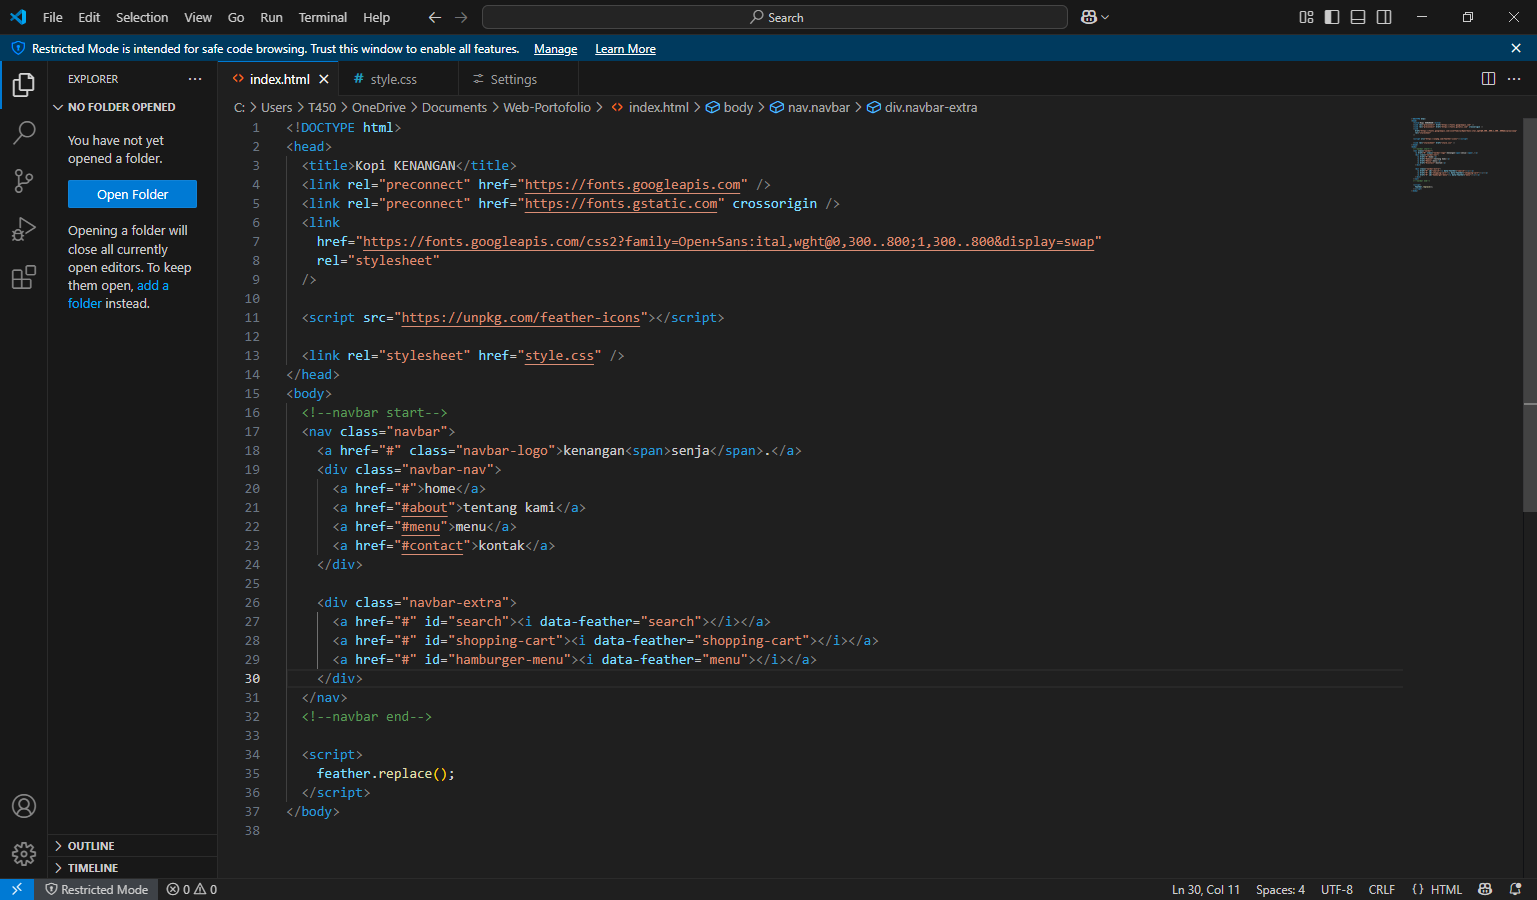 File Edit Selection View Go Run Terminal Help Search
Restricted Mode is intended for safe code browsing. Trust this window to enable all features. Manage Learn More
EXPLORER
NO FOLDER OPENED
You have not yet
opened a folder.
Open Folder
Opening a folder will
close all currently
open editors. To keep
them open, add a
folder instead.
OUTLINE
TIMELINE
index.html style.css Settings
C: > Users > T450 > OneDrive > Documents > Web-Portofolio > index.html > body > nav.navbar > div.navbar-extra
1 <!DOCTYPE html>
2 <head>
3 <title>Kopi KENANGAN</title>
4 <link rel="preconnect" href="https://fonts.googleapis.com" />
5 <link rel="preconnect" href="https://fonts.gstatic.com" crossorigin />
6 <link
7 href="https://fonts.googleapis.com/css2?family=Open+Sans:ital,wght@0,300..800;1,300..800&display=swap"
8 rel="stylesheet"
9 />
10
11 <script src="https://unpkg.com/feather-icons"></script>
12
13 <link rel="stylesheet" href="style.css" />
14 </head>
15 <body>
16 <!--navbar start-->
17 <nav class="navbar">
18 <a href="#" class="navbar-logo">kenangan<span>senja</span>.</a>
19 <div class="navbar-nav">
20 <a href="#">home</a>
21 <a href="#about">tentang kami</a>
22 <a href="#menu">menu</a>
23 <a href="#contact">kontak</a>
24 </div>
25
26 <div class="navbar-extra">
27 <a href="#" id="search"><i data-feather="search"></i></a>
28 <a href="#" id="shopping-cart"><i data-feather="shopping-cart"></i></a>
29 <a href="#" id="hamburger-menu"><i data-feather="menu"></i></a>
30 </div>
31 </nav>
32 <!--navbar end-->
33
34 <script>
35 feather.replace();
36 </script>
37 </body>
38
Restricted Mode 0 0 Ln 30, Col 11 Spaces: 4 UTF-8 CRLF { } HTML